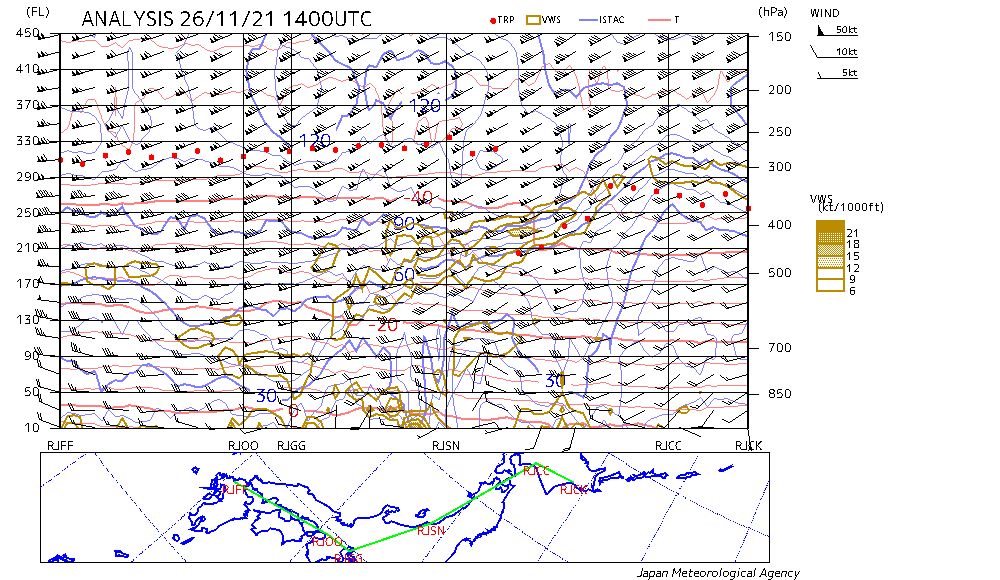 (FL)
ANALYSIS 26/11/21 1400UTC
TRP VWS ISTAC T
(hPa)
WIND
450
410
370
330
290
250
210
170
130
90
50
10
150
200
250
300
400
500
700
850
50kt
10kt
5kt
120
120
-40
90
60
-20
30
30
0
VWS
(kt/1000ft)
21
18
15
12
9
6
RJFF RJOO RJGG RJSN RJCC RJCK
RJFF
RJOO
RJSN
RJCC
RJCK
Japan Meteorological Agency